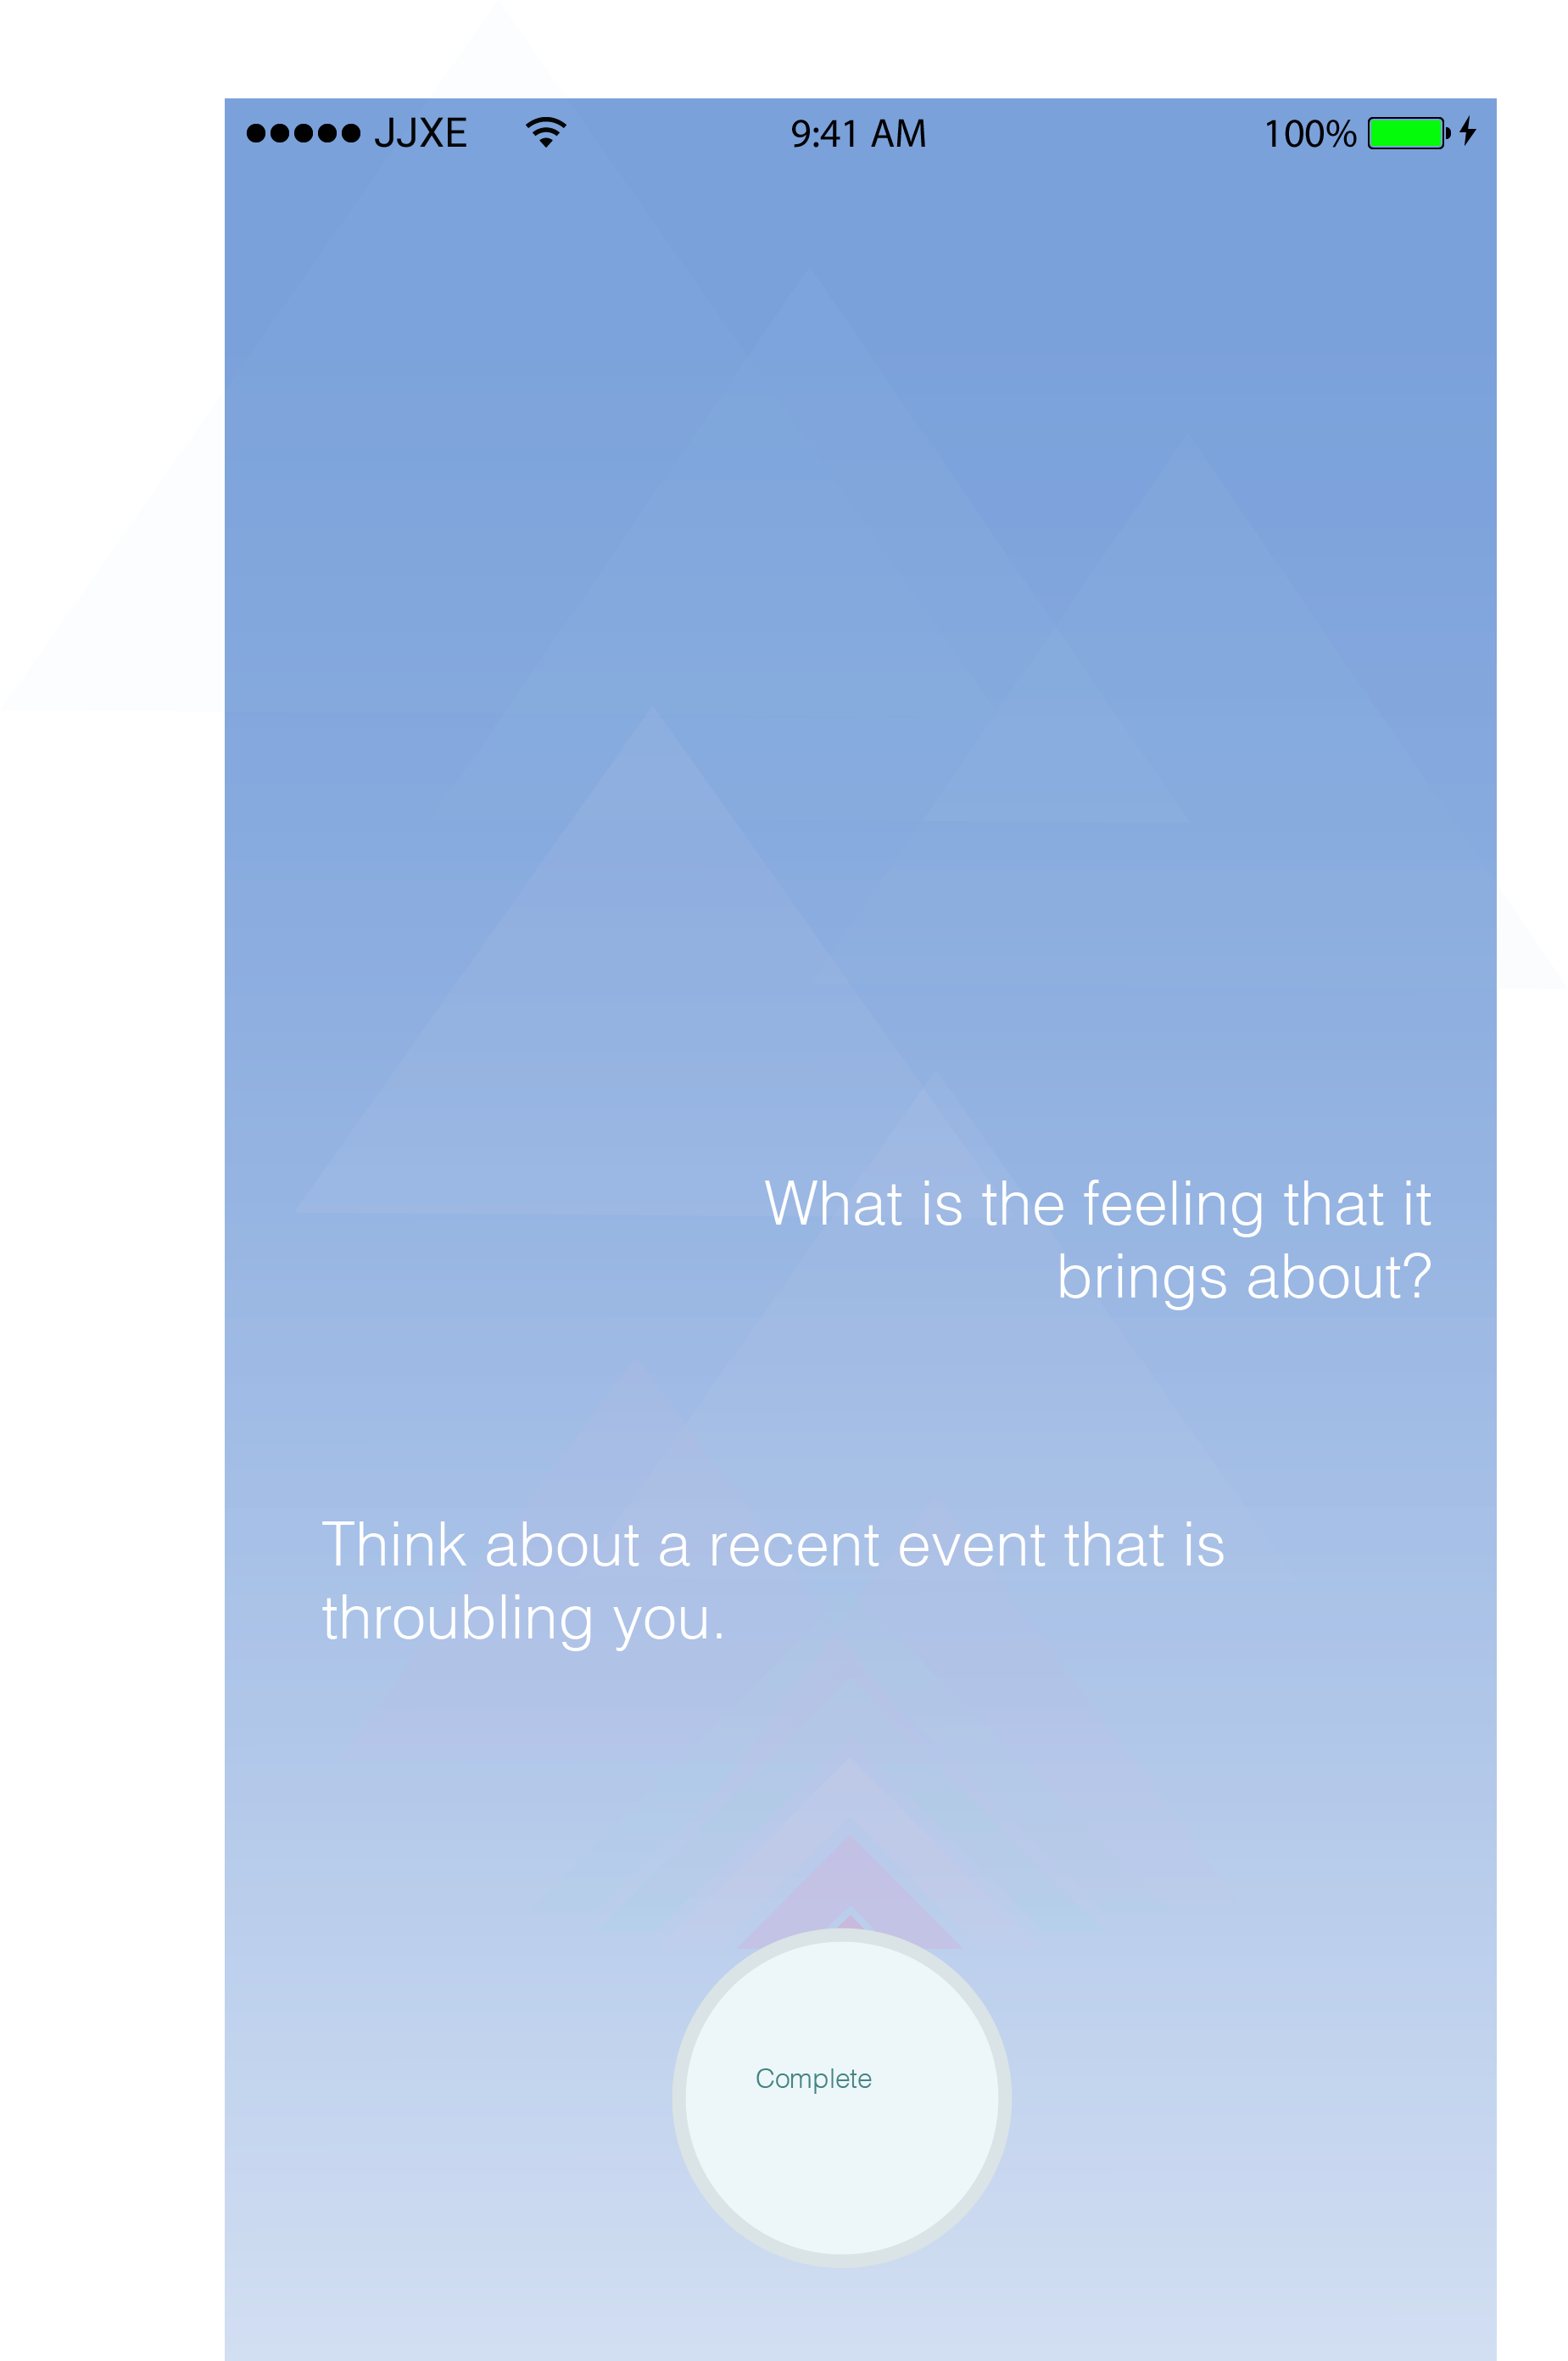 JJXE 9:41 AM 100%
What is the feeling that it
brings about?
Think about a recent event that is
throubling you.
Complete